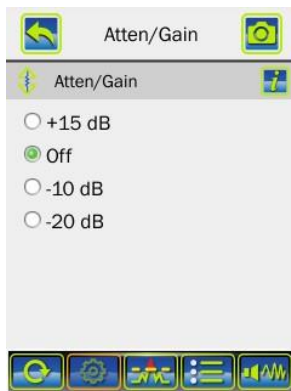 Atten/Gain
Atten/Gain
i
+15 dB
Off
-10 dB
-20 dB